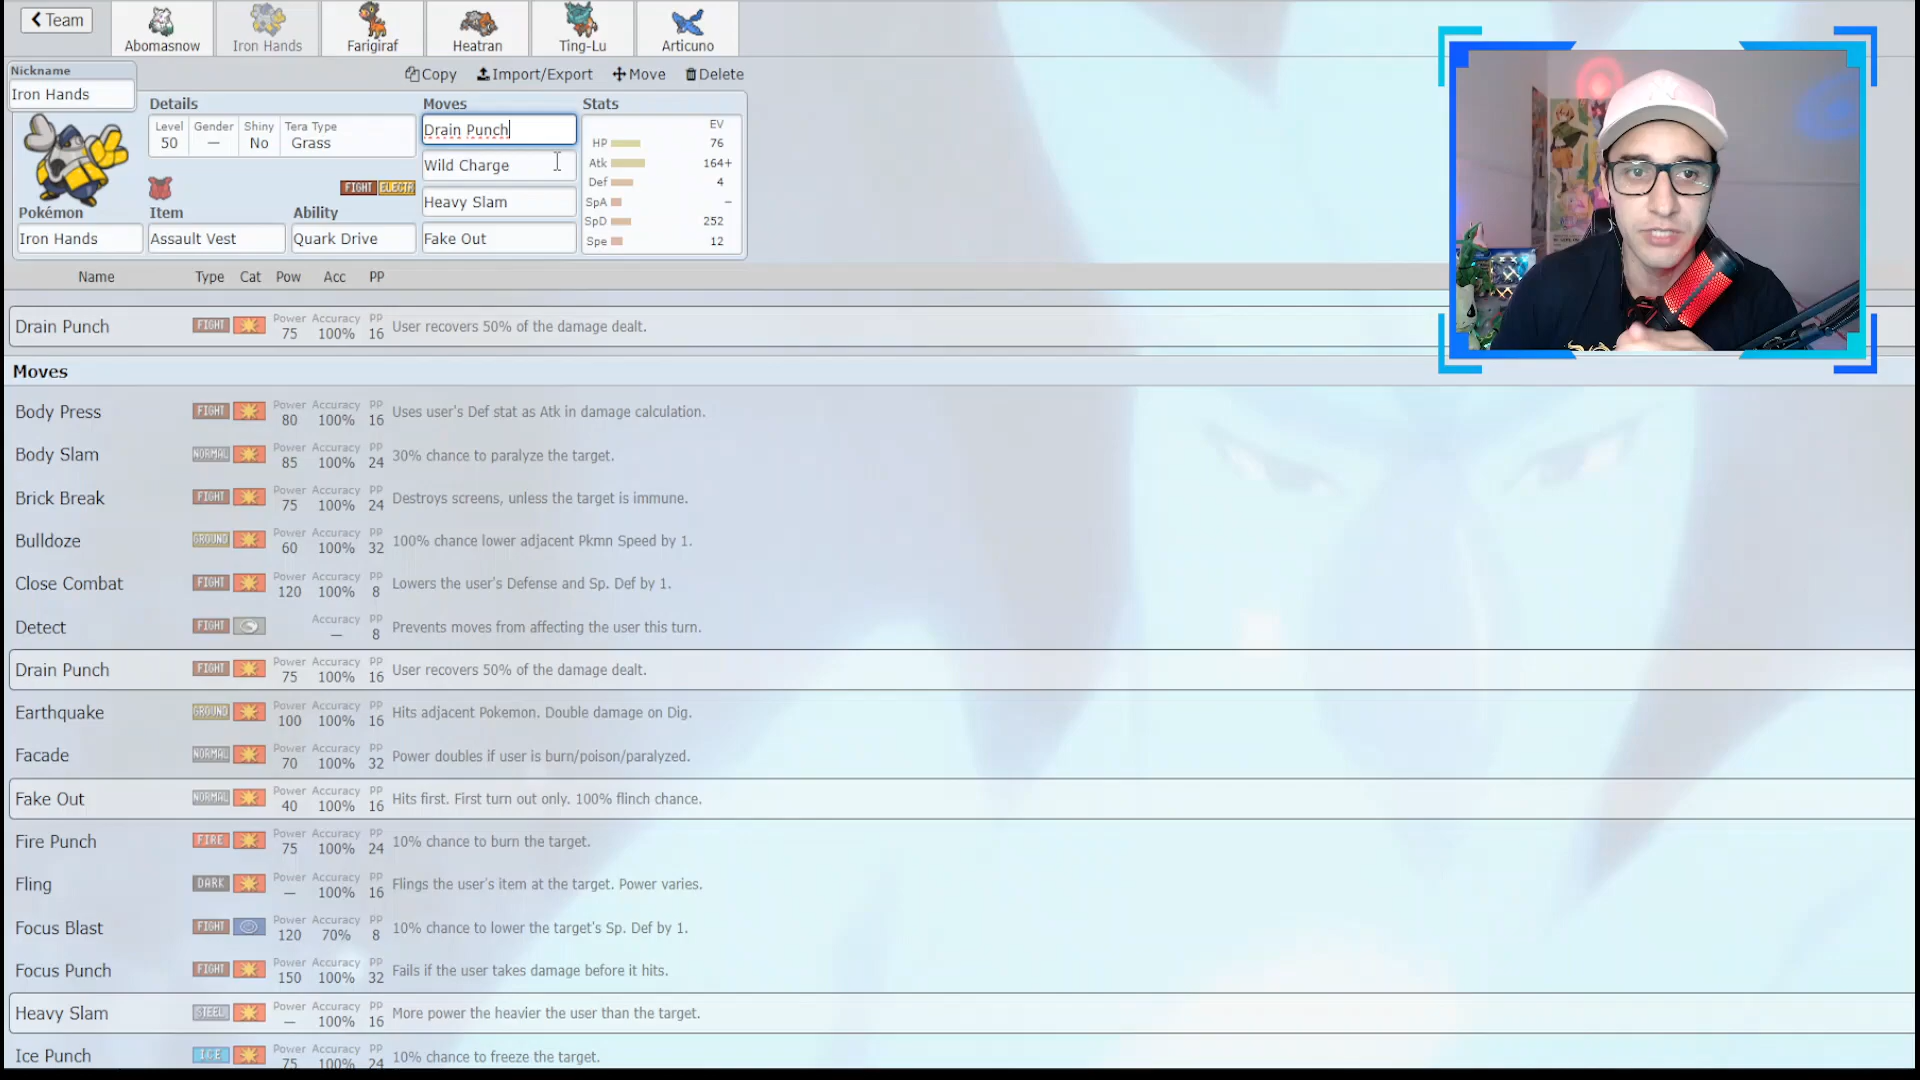 Team
Abomasnow Iron Hands Farigiraf Heatran Ting-Lu Articuno
Nickname
Iron Hands
Copy Import/Export Move Delete
Details Moves Stats
Level Gender Shiny Tera Type
50 — No Grass
Drain Punch
Wild Charge
Heavy Slam
Fake Out
EV
HP 76
Atk 164+
Def 4
SpA –
SpD 252
Spe 12
FIGHT ELECTR
Pokémon Item Ability
Iron Hands Assault Vest Quark Drive
Name Type Cat Pow Acc PP
Drain Punch FIGHT Power 75 Accuracy 100% PP 16 User recovers 50% of the damage dealt.
Moves
Body Press FIGHT Power 80 Accuracy 100% PP 16 Uses user's Def stat as Atk in damage calculation.
Body Slam NORMAL Power 85 Accuracy 100% PP 24 30% chance to paralyze the target.
Brick Break FIGHT Power 75 Accuracy 100% PP 24 Destroys screens, unless the target is immune.
Bulldoze GROUND Power 60 Accuracy 100% PP 32 100% chance lower adjacent Pkmn Speed by 1.
Close Combat FIGHT Power 120 Accuracy 100% PP 8 Lowers the user's Defense and Sp. Def by 1.
Detect FIGHT Accuracy — PP 8 Prevents moves from affecting the user this turn.
Drain Punch FIGHT Power 75 Accuracy 100% PP 16 User recovers 50% of the damage dealt.
Earthquake GROUND Power 100 Accuracy 100% PP 16 Hits adjacent Pokemon. Double damage on Dig.
Facade NORMAL Power 70 Accuracy 100% PP 32 Power doubles if user is burn/poison/paralyzed.
Fake Out NORMAL Power 40 Accuracy 100% PP 16 Hits first. First turn out only. 100% flinch chance.
Fire Punch FIRE Power 75 Accuracy 100% PP 24 10% chance to burn the target.
Fling DARK Power — Accuracy 100% PP 16 Flings the user's item at the target. Power varies.
Focus Blast FIGHT Power 120 Accuracy 70% PP 8 10% chance to lower the target's Sp. Def by 1.
Focus Punch FIGHT Power 150 Accuracy 100% PP 32 Fails if the user takes damage before it hits.
Heavy Slam STEEL Power — Accuracy 100% PP 16 More power the heavier the user than the target.
Ice Punch ICE Power 75 Accuracy 100% PP 24 10% chance to freeze the target.